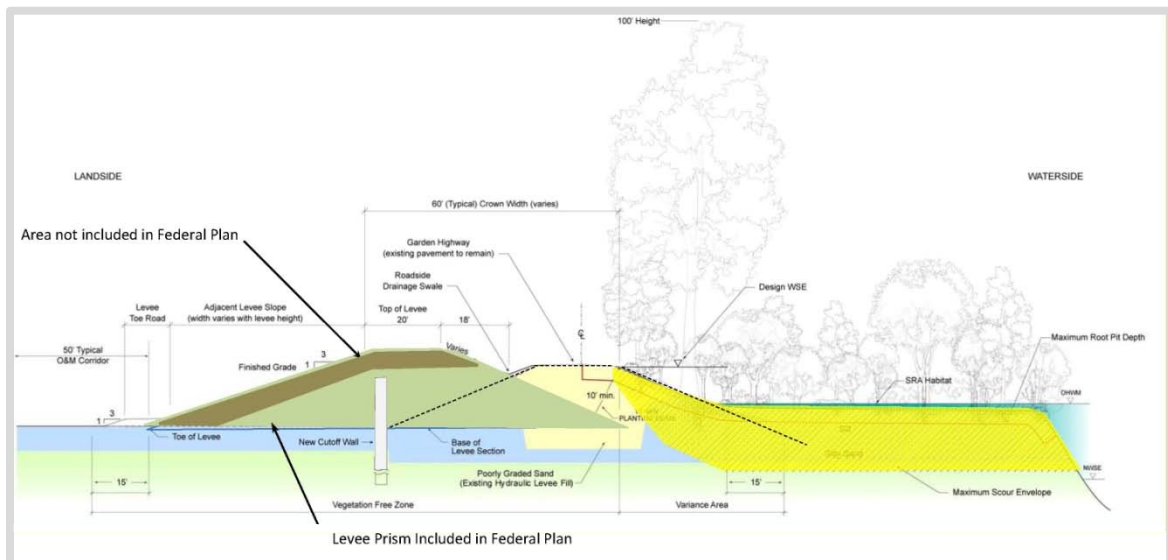 100' Height
LANDSIDE
WATERSIDE
60' (Typical) Crown Width (varies)
Area not included in Federal Plan
Garden Highway
(existing pavement to remain)
Roadside
Drainage Swale
Design WSE
Levee
Toe Road
Adjacent Levee Slope
(width varies with levee height)
Top of Levee
20'
18'
℄
Maximum Root Pit Depth
50' Typical
O&M Corridor
Finished Grade
3
1
Varies
SRA Habitat
OHWM
10' min.
3
1
Toe of Levee
New Cutoff Wall
Base of
Levee Section
Silty Sand
Poorly Graded Sand
(Existing Hydraulic Levee Fill)
NWSE
15'
15'
Maximum Scour Envelope
Vegetation Free Zone
Variance Area
Levee Prism Included in Federal Plan